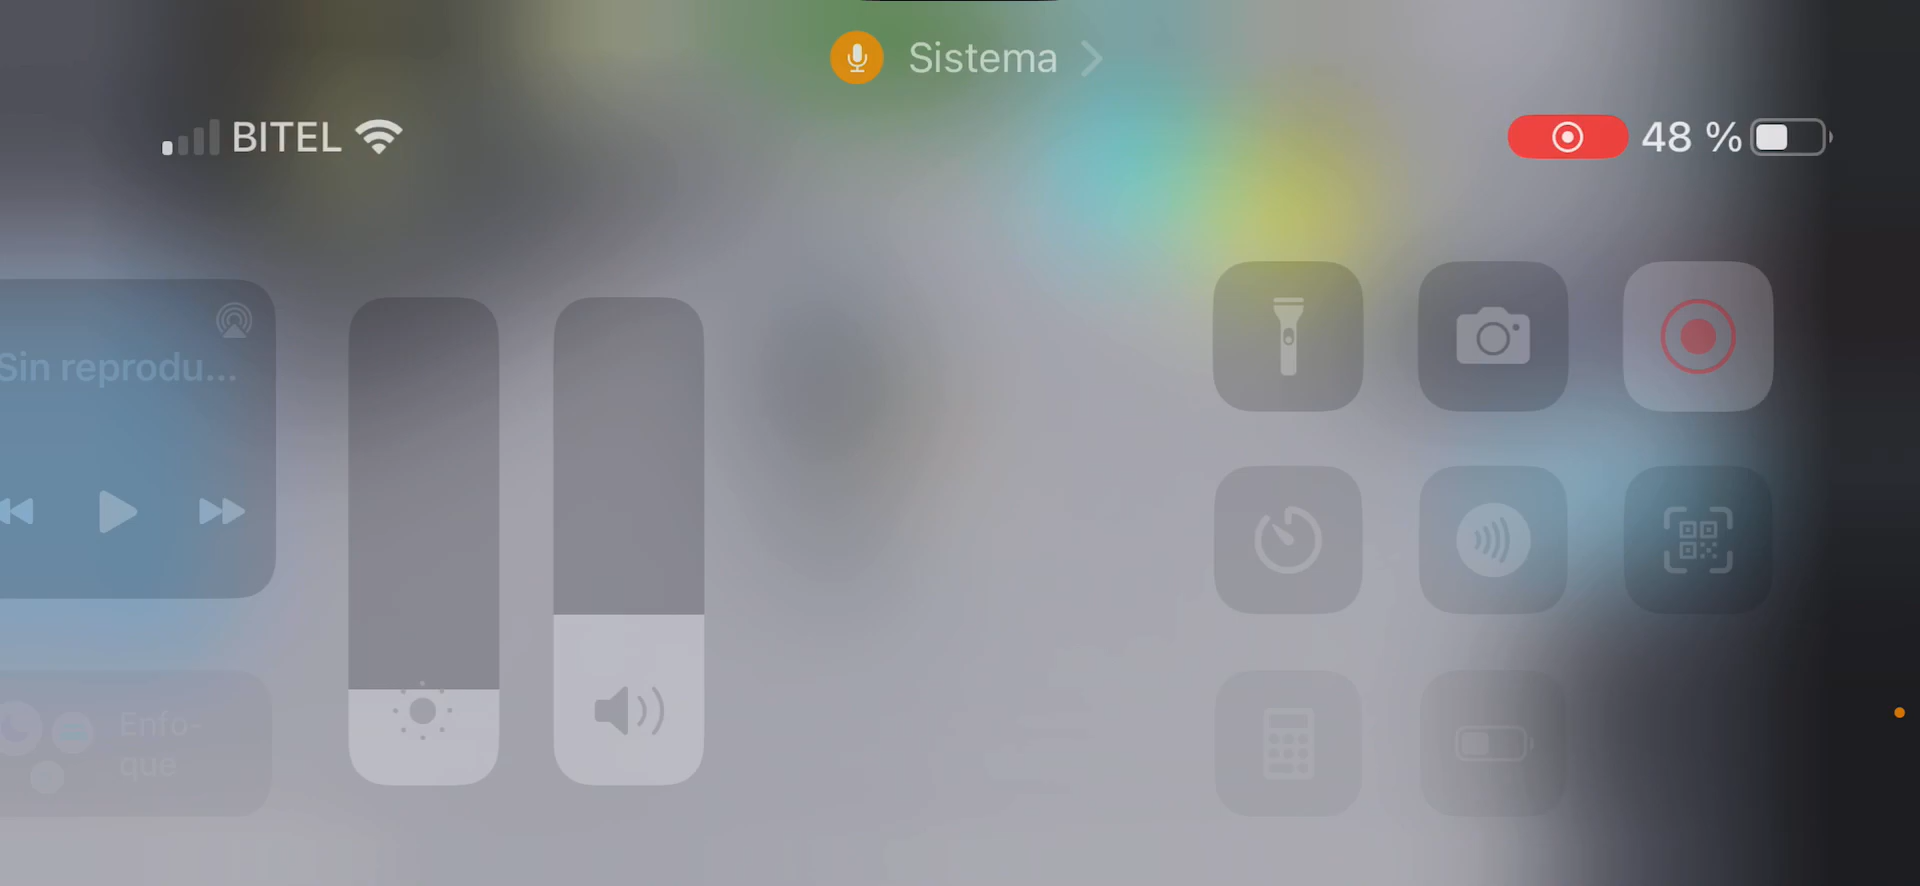 Sistema
BITEL
48 %
Sin reprodu...
Enfo-
que